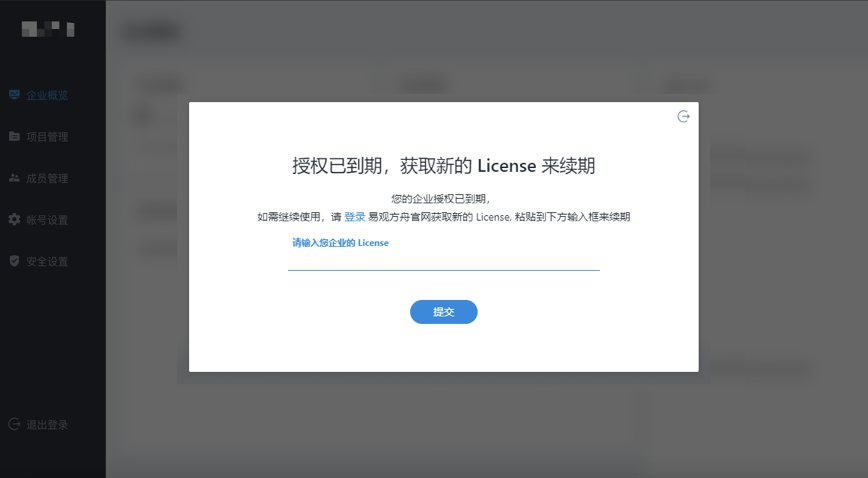 企业概览
项目管理
成员管理
帐号设置
安全设置
退出登录
授权已到期，获取新的 License 来续期
您的企业授权已到期，
如需继续使用，请 登录 易观方舟官网获取新的 License, 粘贴到下方输入框来续期
请输入您企业的 License
提交